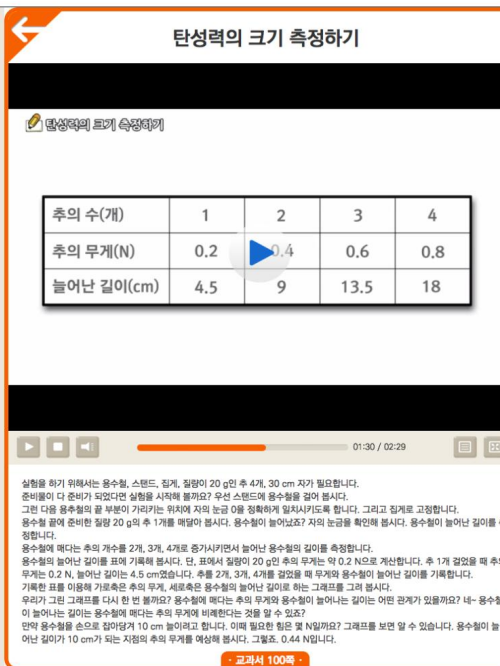 탄성력의 크기 측정하기
탄성력의 크기 측정하기
추의 수(개) 1 2 3 4
추의 무게(N) 0.2 0.4 0.6 0.8
늘어난 길이(cm) 4.5 9 13.5 18
01:30 / 02:29
실험을 하기 위해서는 용수철, 스탠드, 집게, 질량이 20 g인 추 4개, 30 cm 자가 필요합니다.
준비물이 다 준비가 되었다면 실험을 시작해 볼까요? 우선 스탠드에 용수철을 걸어 봅시다.
그런 다음 용추철의 끝 부분이 가리키는 위치에 자의 눈금 0을 정확하게 일치시키도록 합니다. 그리고 집게로 고정합니다.
용수철 끝에 준비한 질량 20 g의 추 1개를 매달아 봅시다. 용수철이 늘어났죠? 자의 눈금을 확인해 봅시다. 용수철이 늘어난 길이를
정합니다.
용수철에 매다는 추의 개수를 2개, 3개, 4개로 증가시키면서 늘어난 용수철의 길이를 측정합니다.
용수철의 늘어난 길이를 표에 기록해 봅시다. 단, 표에서 질량이 20 g인 추의 무게는 약 0.2 N으로 계산합니다. 추 1개 걸었을 때 추의
무게는 0.2 N, 늘어난 길이는 4.5 cm였습니다. 추를 2개, 3개, 4개를 걸었을 때 무게와 용수철이 늘어난 길이를 기록합니다.
기록한 표를 이용해 가로축은 추의 무게, 세로축은 용수철의 늘어난 길이로 하는 그래프를 그려 봅시다.
우리가 그린 그래프를 다시 한 번 볼까요? 용수철에 매다는 추의 무게와 용수철이 늘어나는 길이는 어떤 관계가 있을까요? 네~ 용수철
이 늘어나는 길이는 용수철에 매다는 추의 무게에 비례한다는 것을 알 수 있죠?
만약 용수철을 손으로 잡아당겨 10 cm 늘이려고 합니다. 이때 필요한 힘은 몇 N일까요? 그래프를 보면 알 수 있습니다. 용수철이 늘
어난 길이가 10 cm가 되는 지점의 추의 무게를 예상해 봅시다. 그렇죠. 0.44 N입니다.
· 교과서 100쪽 ·